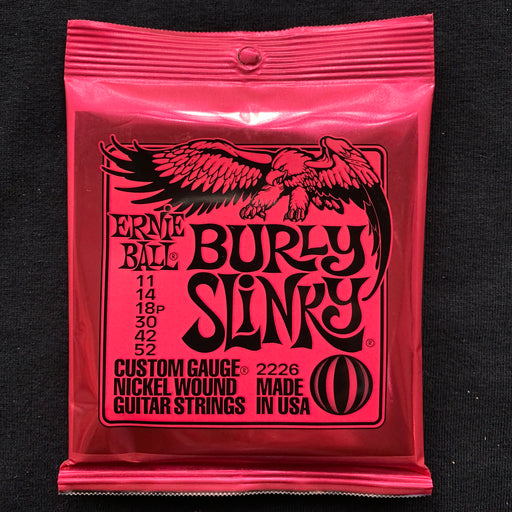 ERNIE
BALL®
BURLY
SLINKY®
11
14
18P
30
42
52
CUSTOM GAUGE®
NICKEL WOUND
GUITAR STRINGS
2226
MADE
IN USA